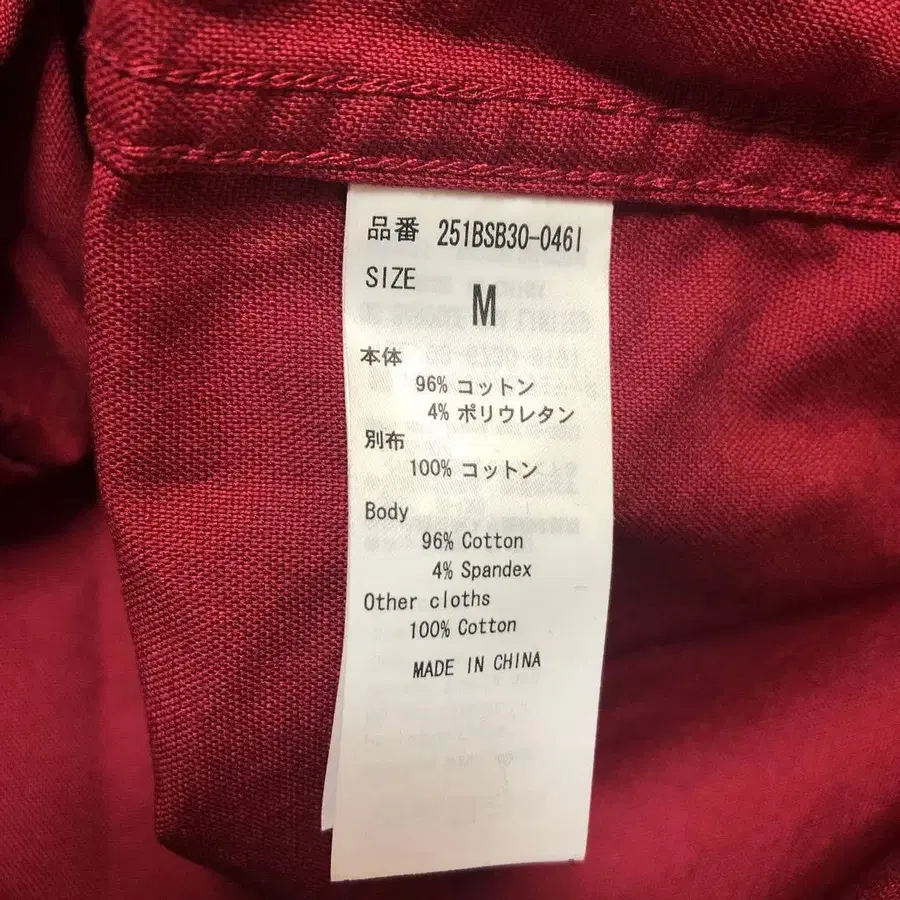 品番 251BSB30-0461
SIZE
M
本体
96% コットン
4% ポリウレタン
別布
100% コットン
Body
96% Cotton
4% Spandex
Other cloths
100% Cotton
MADE IN CHINA